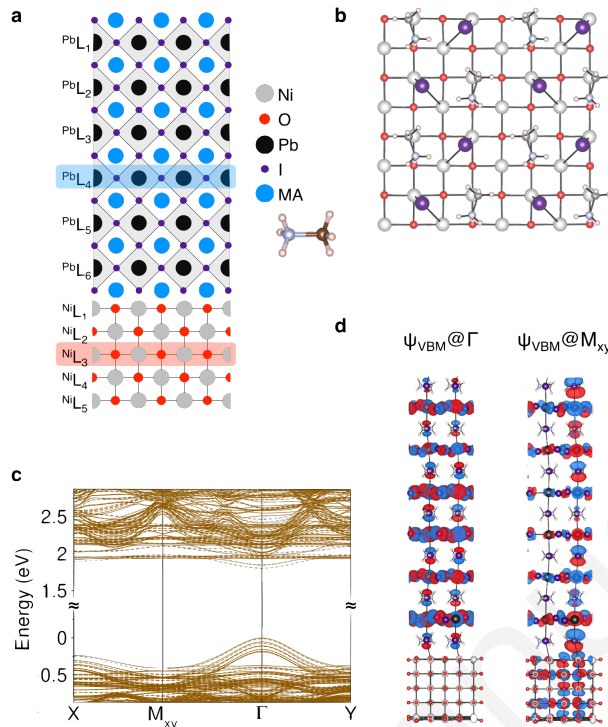 a
PbL1
PbL2
PbL3
PbL4
PbL5
PbL6
NiL1
NiL2
NiL3
NiL4
NiL5
Ni
O
Pb
I
MA
b
c
Energy (eV)
2.5
2
1.5
≈
≈
0
0.5
X
Mxy
Γ
Y
d
ψVBM@Γ
ψVBM@Mxy